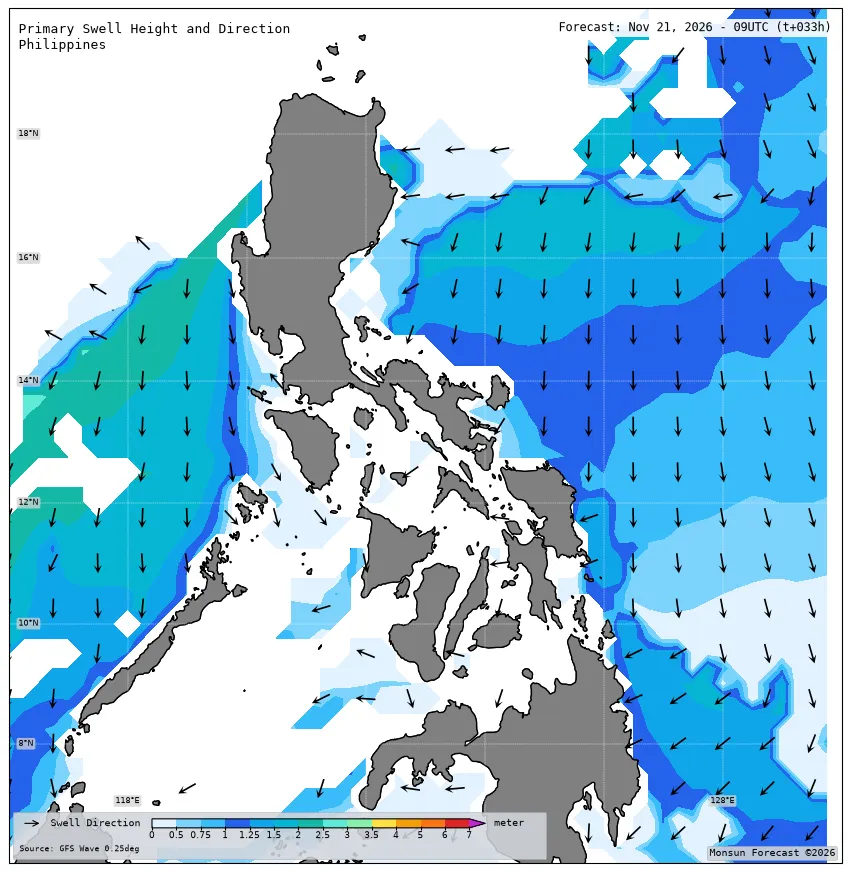 Primary Swell Height and Direction
Philippines
Forecast: Nov 21, 2026 - 09UTC (t+033h)
18°N
16°N
14°N
12°N
10°N
8°N
118°E
128°E
Swell Direction
meter
0 0.5 0.75 1 1.25 1.5 2 2.5 3 3.5 4 5 6 7
Source: GFS Wave 0.25deg
Monsun Forecast ©2026